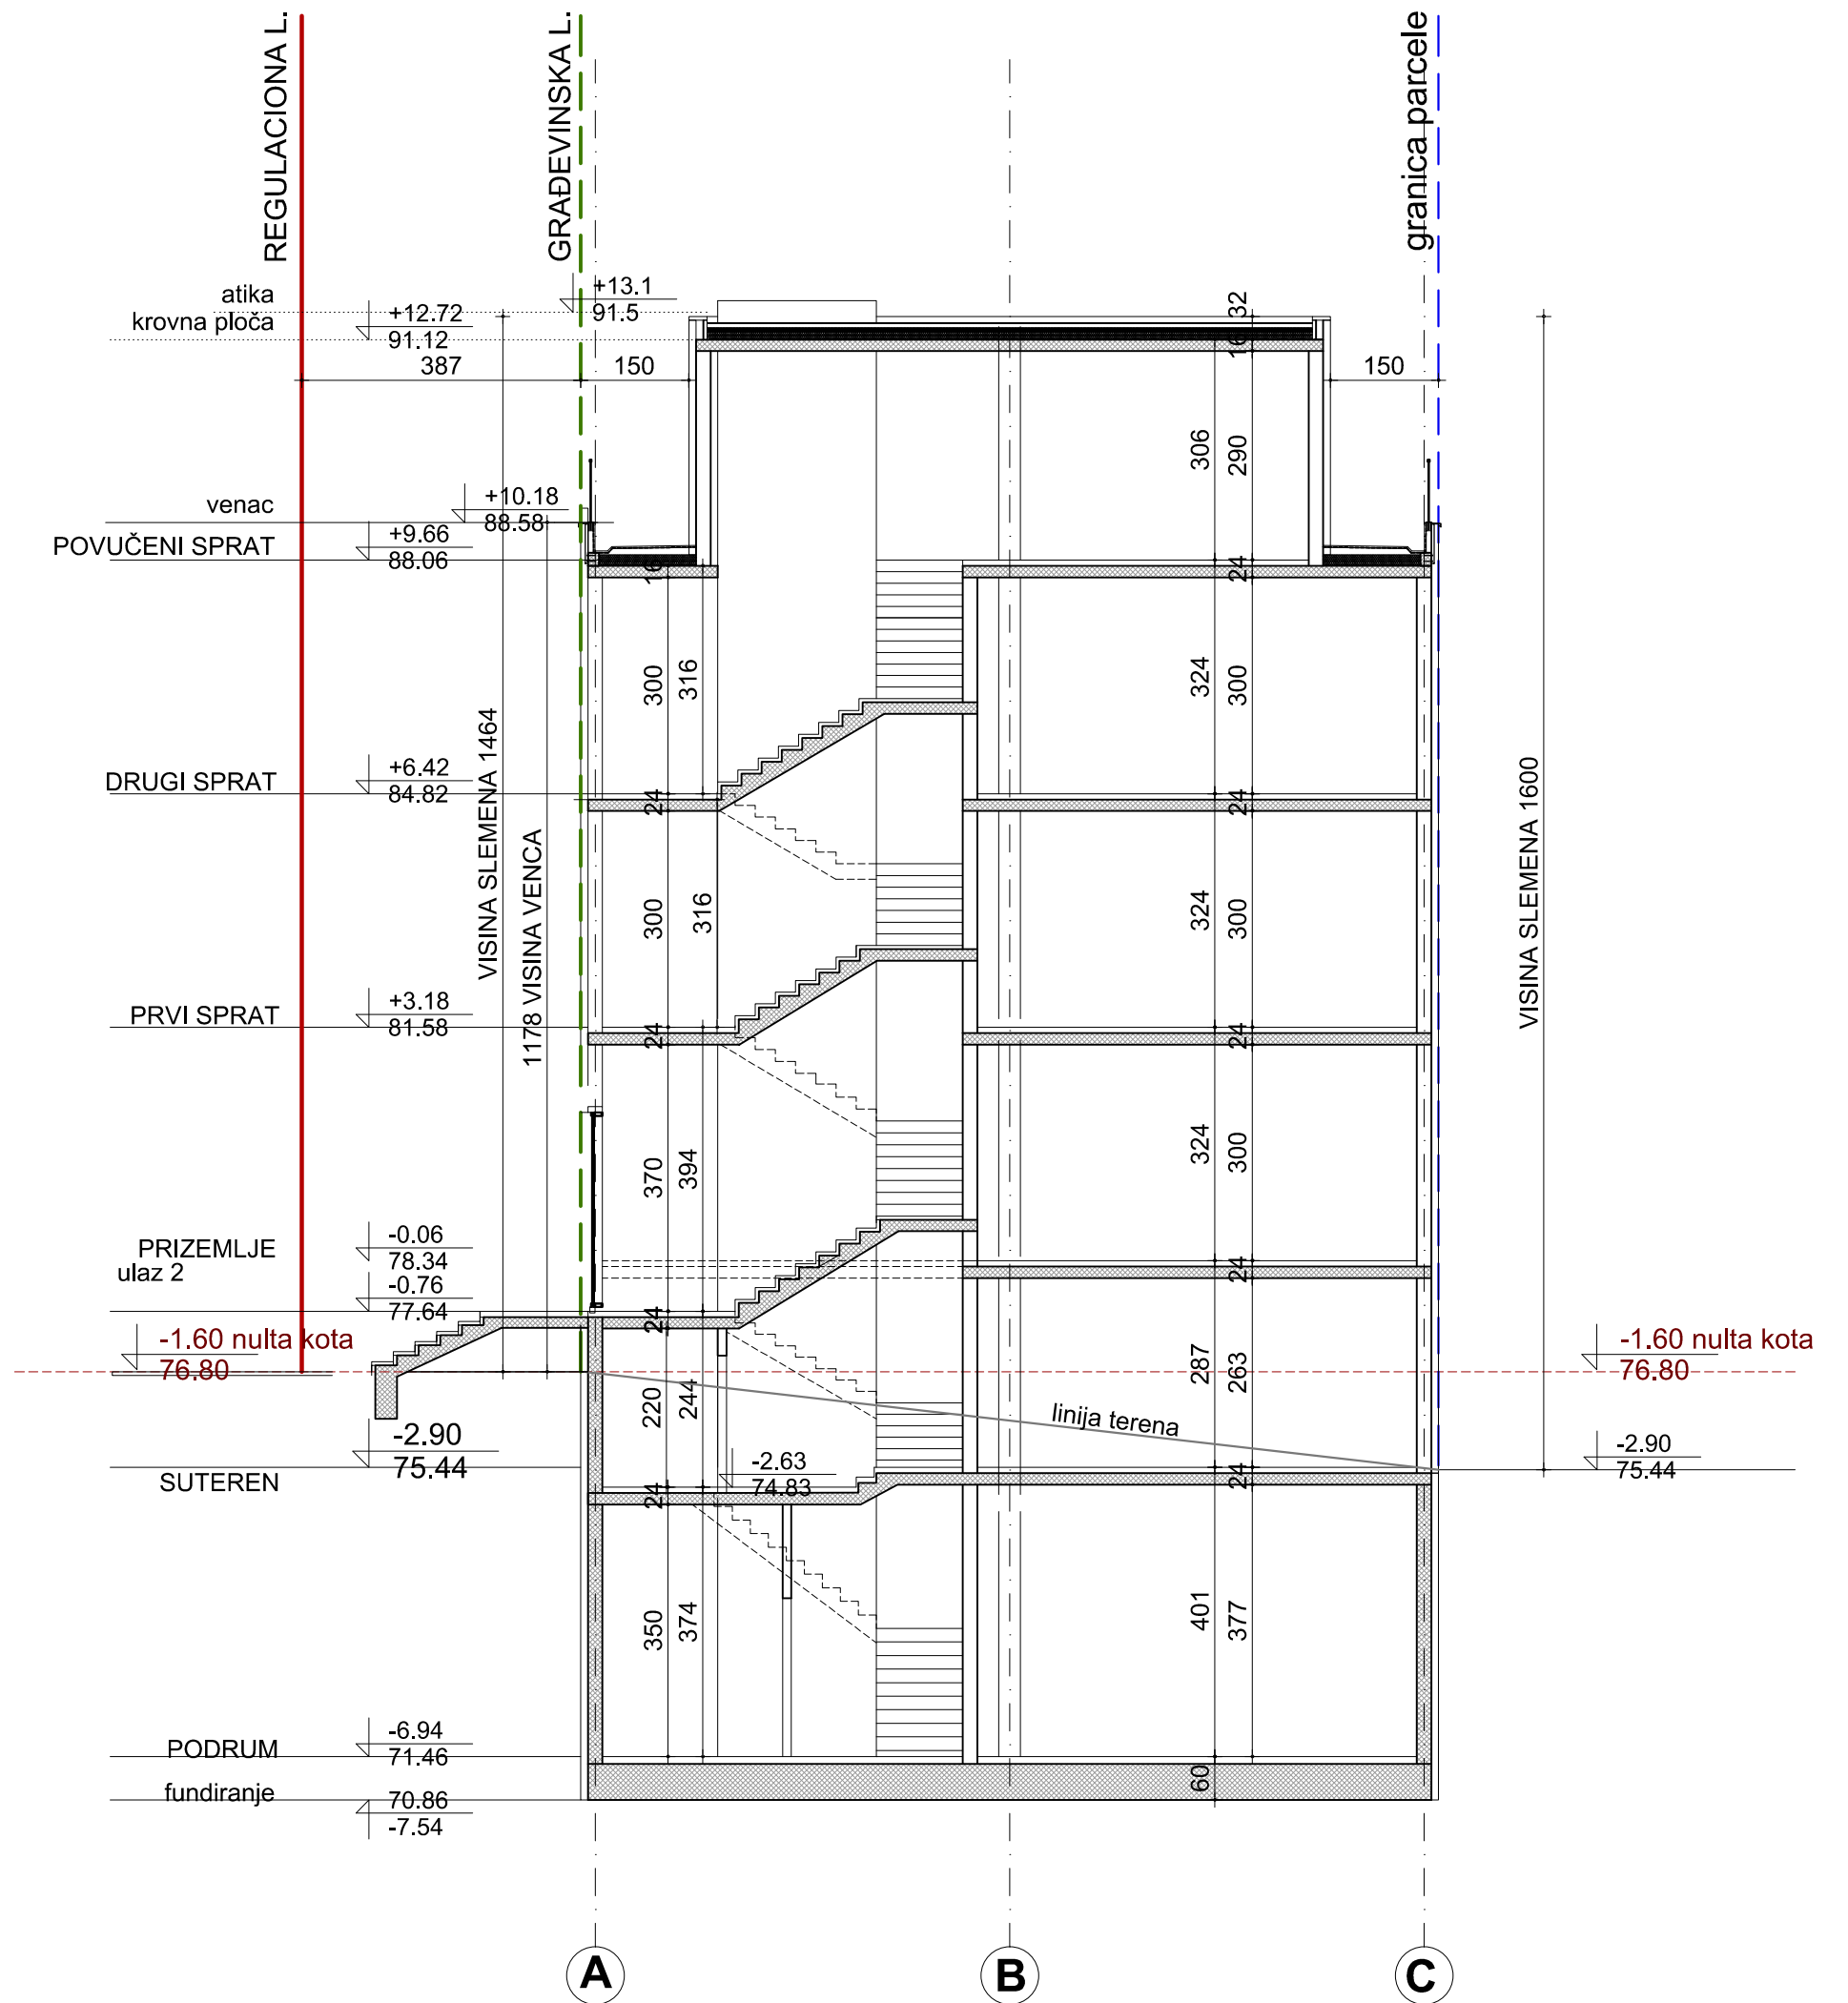 REGULACIONA L.
GRAĐEVINSKA L.
granica parcele
atika
+13.1
91.5
krovna ploča
+12.72
91.12
32
16
387
150
150
306
290
venac
+10.18
88.58
POVUČENI SPRAT
+9.66
88.06
16
24
300
316
324
300
VISINA SLEMENA 1464
1178 VISINA VENCA
VISINA SLEMENA 1600
DRUGI SPRAT
+6.42
84.82
24
24
300
316
324
300
PRVI SPRAT
+3.18
81.58
24
24
370
394
324
300
PRIZEMLJE
-0.06
78.34
24
ulaz 2
-0.76
77.64
24
-1.60 nulta kota
76.80
-1.60 nulta kota
76.80
220
244
287
263
linija terena
-2.90
75.44
-2.90
75.44
SUTEREN
-2.63
74.83
24
24
350
374
401
377
PODRUM
-6.94
71.46
60
fundiranje
70.86
-7.54
A
B
C